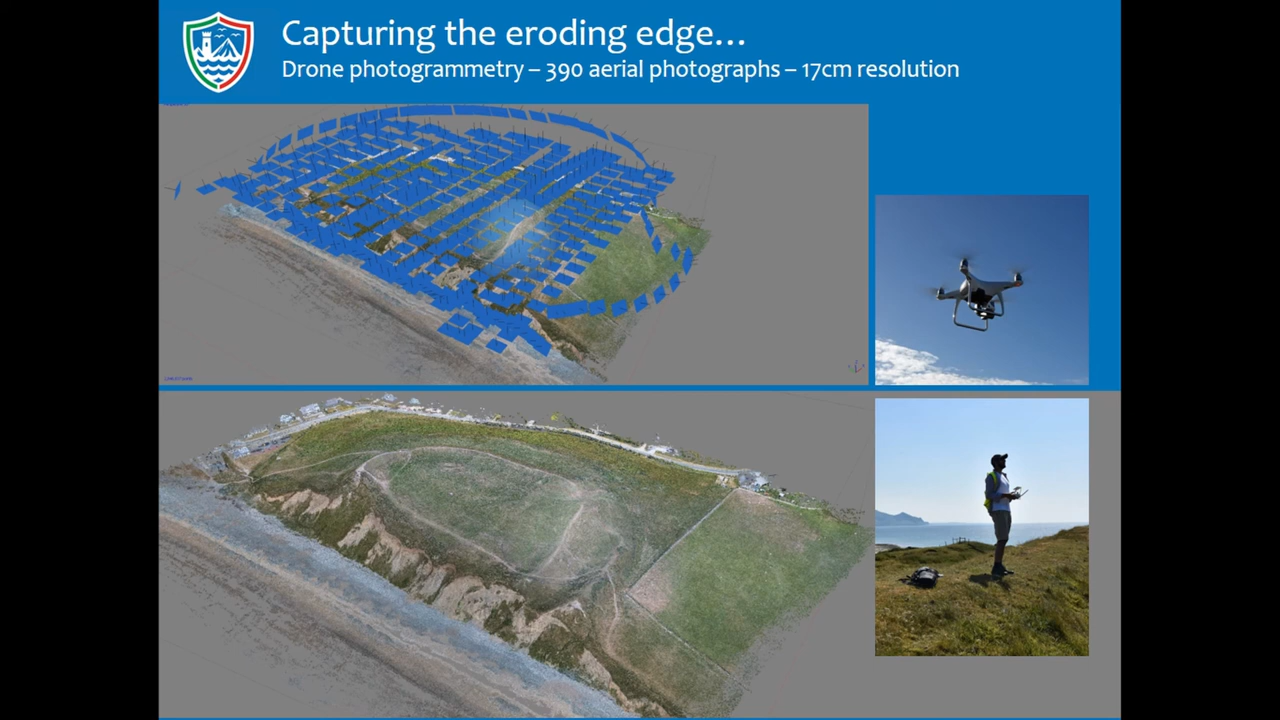 Capturing the eroding edge…
Drone photogrammetry – 390 aerial photographs – 17cm resolution